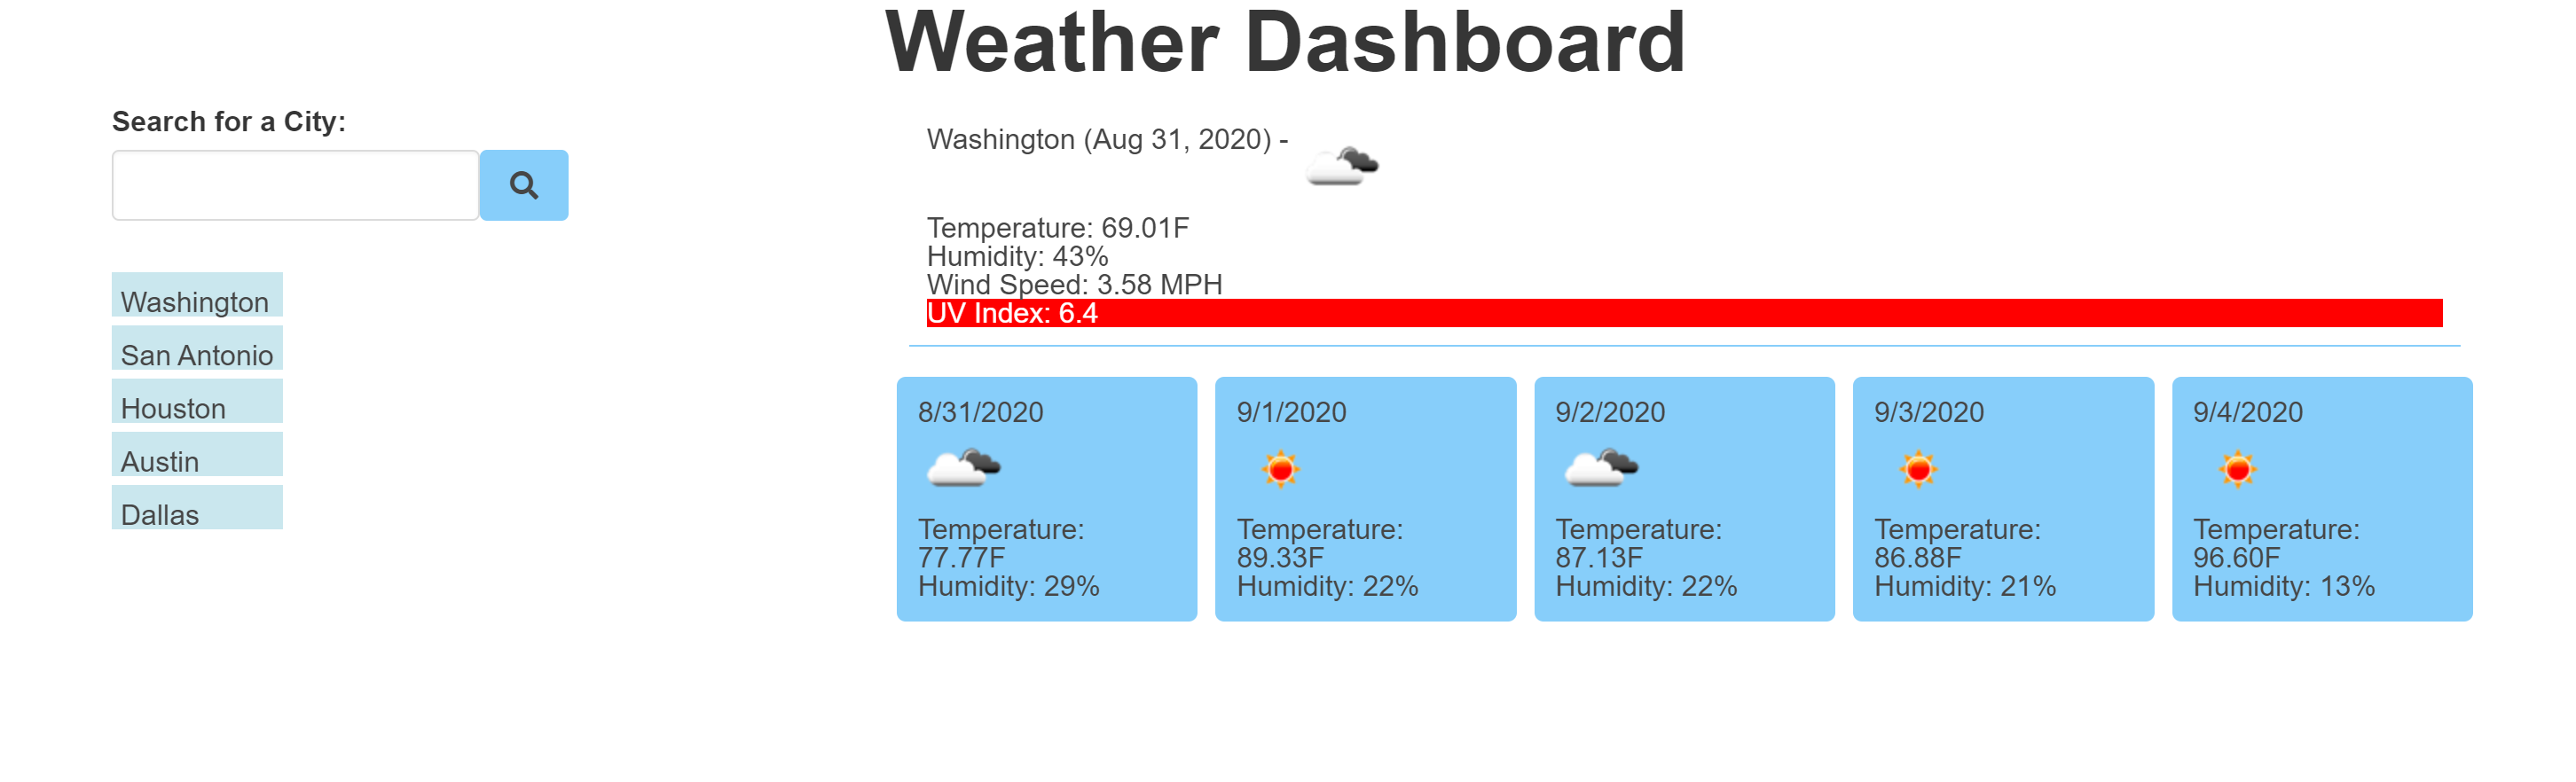 Weather Dashboard
Search for a City:
Washington
San Antonio
Houston
Austin
Dallas
Washington (Aug 31, 2020) -
Temperature: 69.01F
Humidity: 43%
Wind Speed: 3.58 MPH
UV Index: 6.4
8/31/2020
Temperature:
77.77F
Humidity: 29%
9/1/2020
Temperature:
89.33F
Humidity: 22%
9/2/2020
Temperature:
87.13F
Humidity: 22%
9/3/2020
Temperature:
86.88F
Humidity: 21%
9/4/2020
Temperature:
96.60F
Humidity: 13%